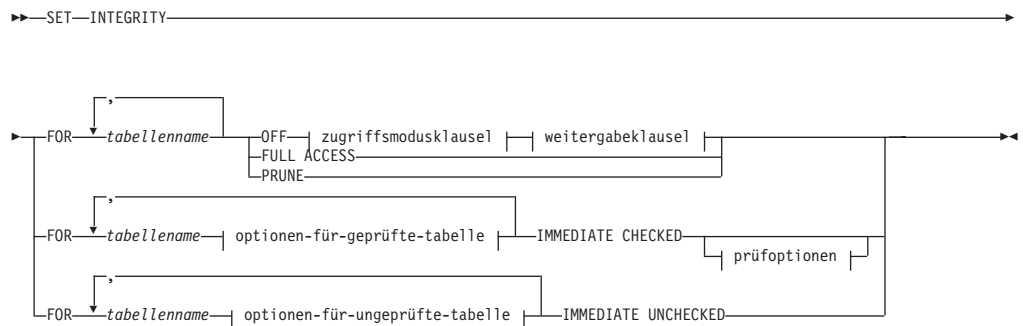 SET INTEGRITY
,
FOR tabellenname OFF zugriffsmodusklausel weitergabeklausel
FULL ACCESS
PRUNE
,
FOR tabellename optionen-für-geprüfte-tabelle IMMEDIATE CHECKED
prüfoptionen
,
FOR tabellenname optionen-für-ungeprüfte-tabelle IMMEDIATE UNCHECKED